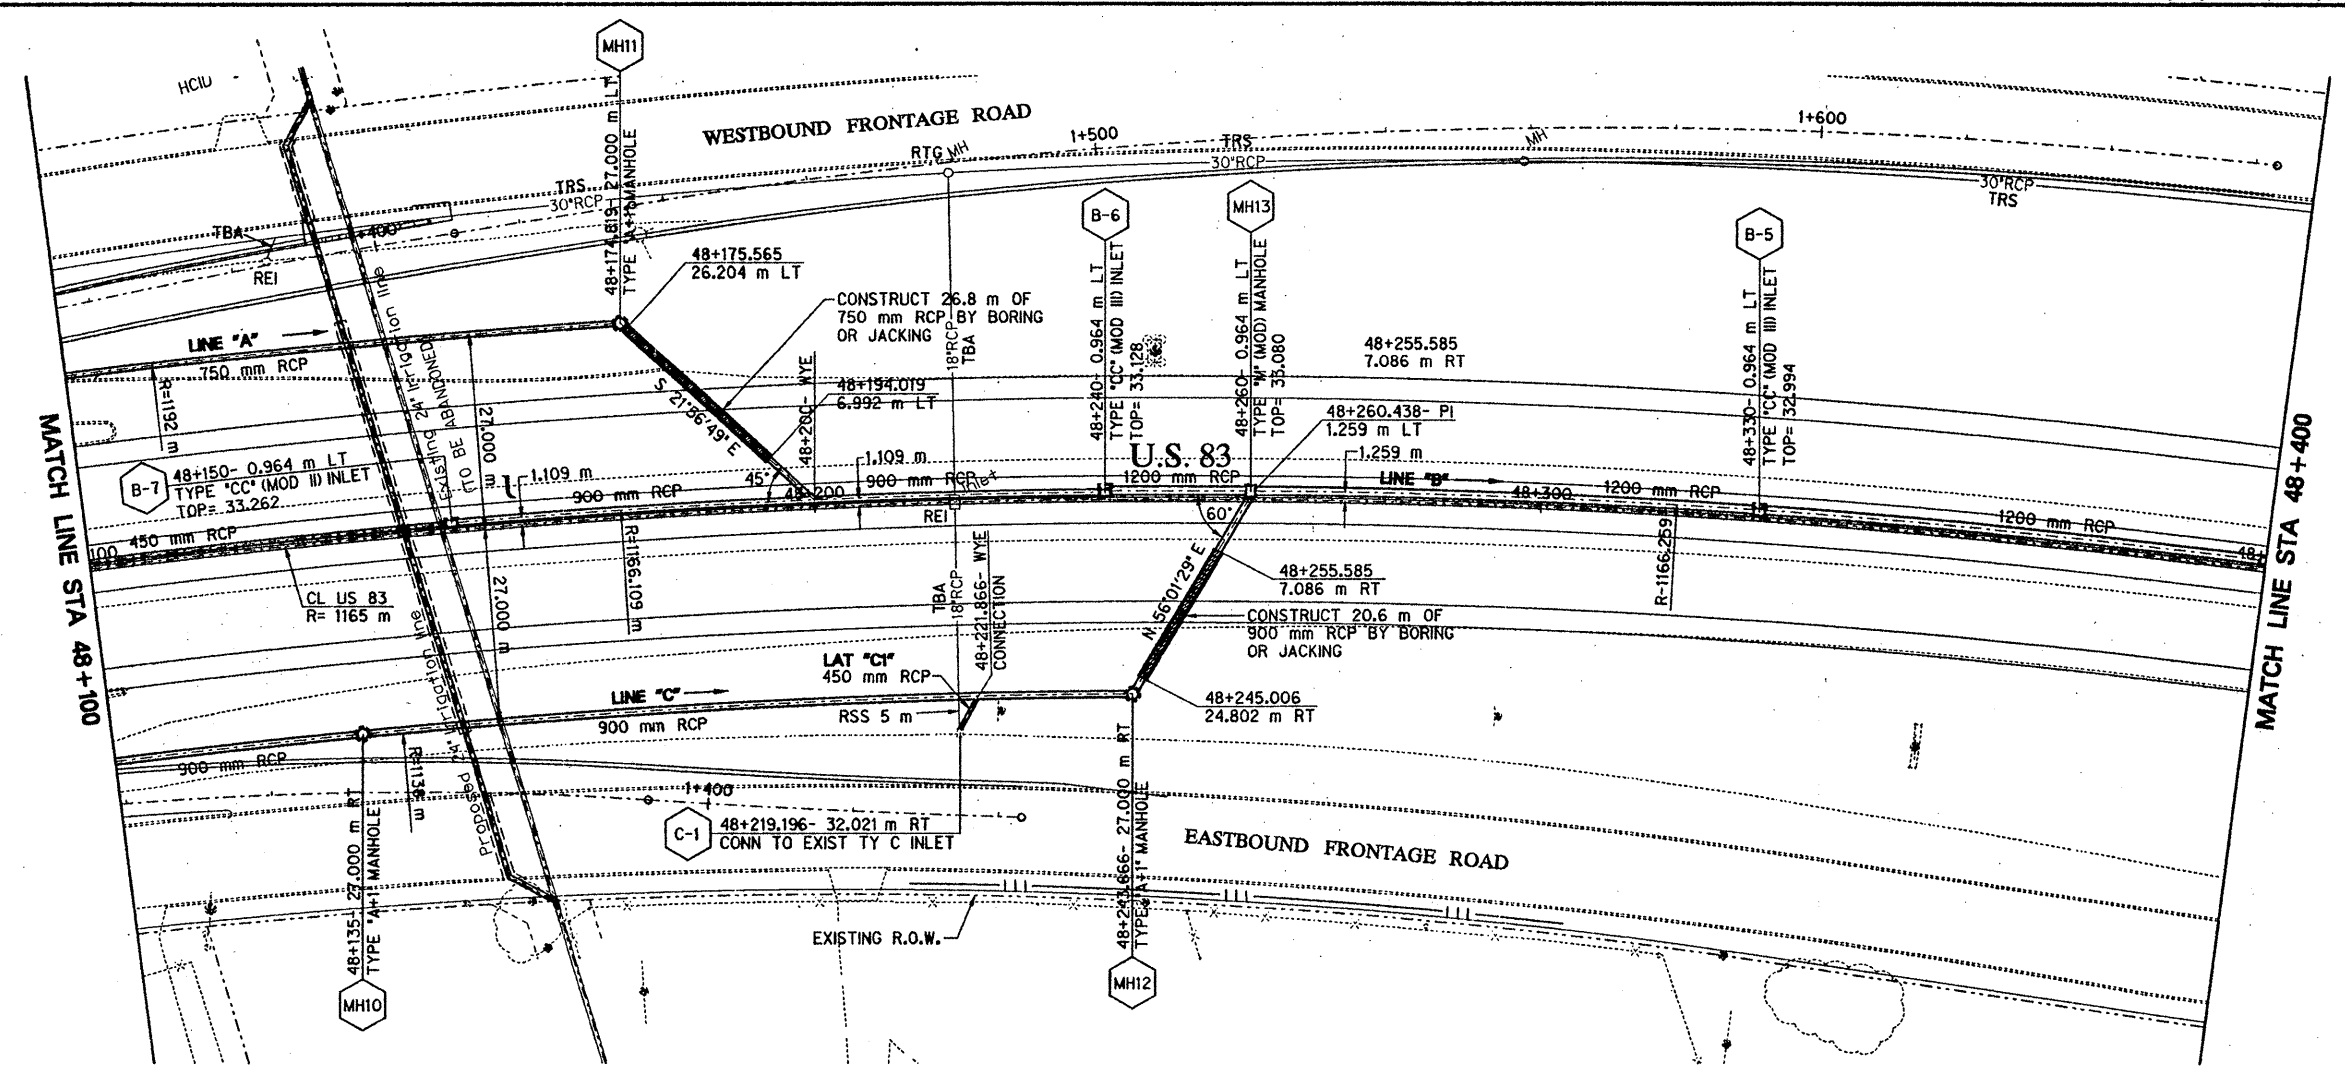 MH11
HCID
WESTBOUND FRONTAGE ROAD
1+500
1+600
RTG
MH
TRS
30"RCP
MH
TRS
30"RCP
30"RCP
TRS
48+174.819- 27.000 m LT
TYPE "A+1" MANHOLE
TBA
1+400
REI
B-6
MH13
B-5
48+175.565
26.204 m LT
CONSTRUCT 26.8 m OF
750 mm RCP BY BORING
OR JACKING
18"RCP
TBA
48+240- 0.964 m LT
TYPE "CC" (MOD III) INLET
TOP= 33.128
48+260- 0.964 m LT
TYPE "M" (MOD) MANHOLE
TOP= 33.080
48+330- 0.964 m LT
TYPE "CC" (MOD III) INLET
TOP= 32.994
48+255.585
7.086 m RT
LINE "A"
750 mm RCP
R=1192 m
Existing 24" irrigation line
(TO BE ABANDONED)
27.000 m
S 21°56'49" E
48+194.019
6.992 m LT
48+200- WYE
48+260.438- PI
1.259 m LT
MATCH LINE STA 48+100
MATCH LINE STA 48+400
U.S. 83
B-7
48+150- 0.964 m LT
TYPE "CC" (MOD II) INLET
TOP= 33.262
1.109 m
900 mm RCP
45°
48+200
1.109 m
900 mm RCP
Inlet
1200 mm RCP
1.259 m
LINE "B"
48+300
1200 mm RCP
1200 mm RCP
48+
100
450 mm RCP
REI
60°
CL US 83
R= 1165 m
27.000 m
R=1166.109 m
TBA
18"RCP
48+221.866- WYE
CONNECTION
N 56°01'29" E
48+255.585
7.086 m RT
CONSTRUCT 20.6 m OF
900 mm RCP BY BORING
OR JACKING
R-1166.259
LAT "C1"
450 mm RCP
LINE "C"
900 mm RCP
RSS 5 m
48+245.006
24.802 m RT
900 mm RCP
R=1138 m
Proposed 24" irrigation line
1+400
C-1
48+219.196- 32.021 m RT
CONN TO EXIST TY C INLET
48+135- 27.000 m RT
TYPE "A+1" MANHOLE
MH10
48+243.866- 27.000 m RT
TYPE "A+1" MANHOLE
MH12
EASTBOUND FRONTAGE ROAD
EXISTING R.O.W.